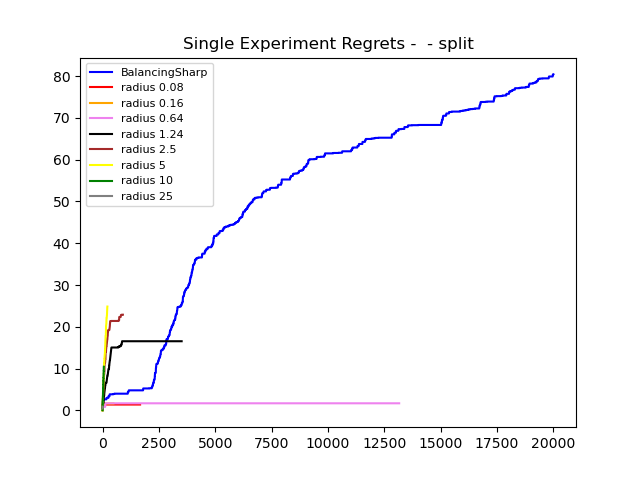 Single Experiment Regrets -  - split
BalancingSharp
radius 0.08
radius 0.16
radius 0.64
radius 1.24
radius 2.5
radius 5
radius 10
radius 25
80
70
60
50
40
30
20
10
0
0 2500 5000 7500 10000 12500 15000 17500 20000